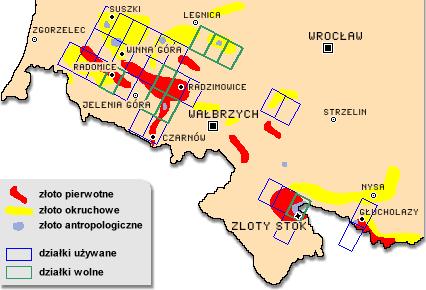 SUSZKI
LEGNICA
ZGORZELEC
WROCŁAW
WINNA GÓRA
RADOMICE
RADZIMOWICE
JELENIA GÓRA
WAŁBRZYCH
STRZELIN
CZARNÓW
NYSA
GŁUCHOŁAZY
ZLOTY STOK
złoto pierwotne
złoto okruchowe
złoto antropologiczne
działki używane
działki wolne